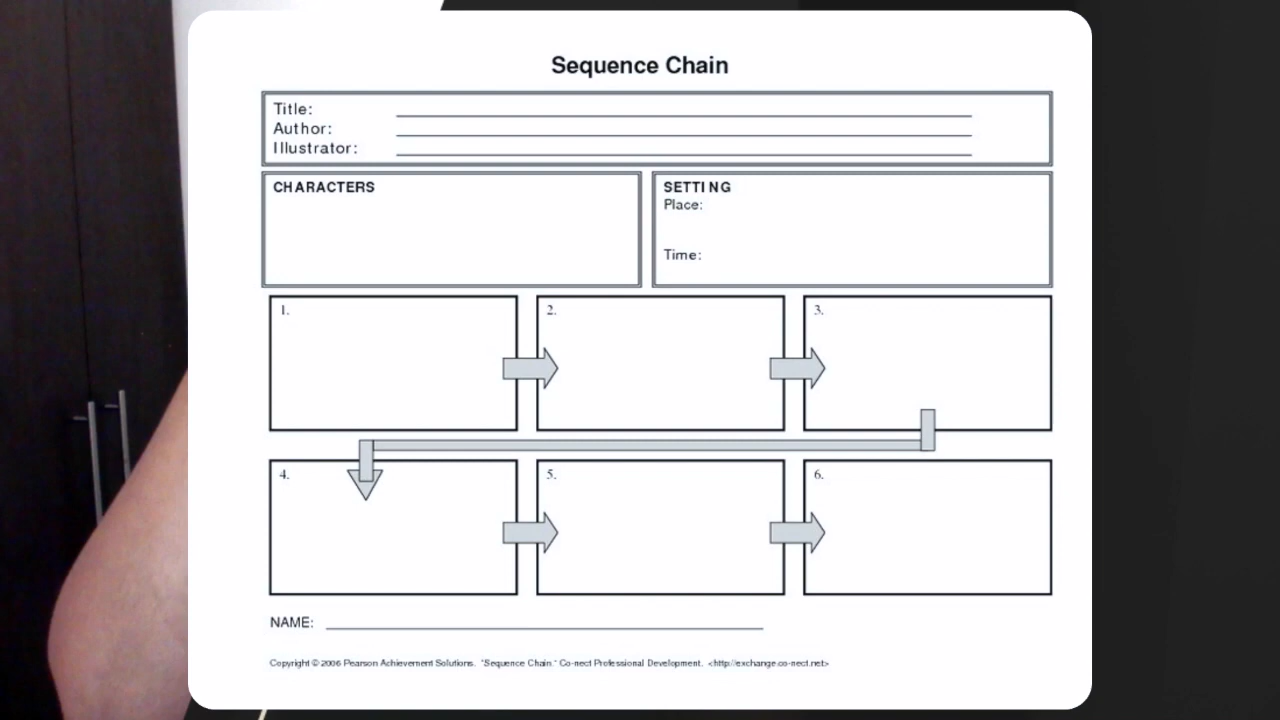 Sequence Chain
Title:
Author:
Illustrator:
CHARACTERS
SETTING
Place:
Time:
1.
2.
3.
4.
5.
6.
NAME:
Copyright © 2006 Pearson Achievement Solutions. "Sequence Chain." Co-nect Professional Development. <http://exchange.co-nect.net>